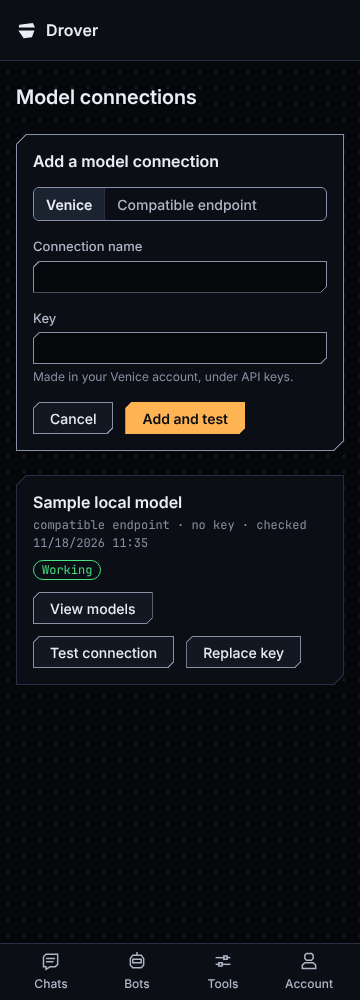 Drover
Model connections
Add a model connection
Venice
Compatible endpoint
Connection name
Key
Made in your Venice account, under API keys.
Cancel
Add and test
Sample local model
compatible endpoint · no key · checked
11/18/2026 11:35
Working
View models
Test connection
Replace key
Chats
Bots
Tools
Account